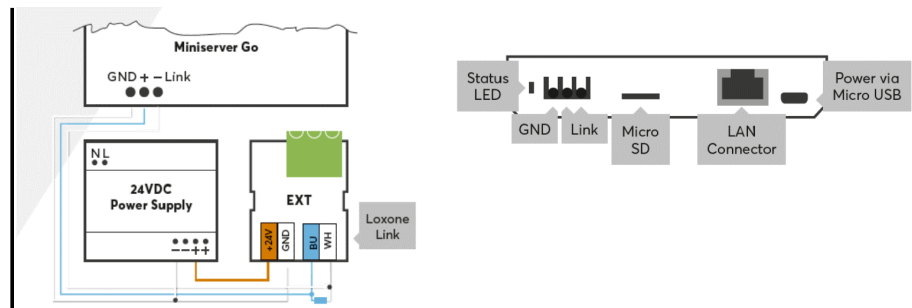 Miniserver Go
GND + − Link
N L
24VDC
Power Supply
− − + +
EXT
+24V
GND
BU
WH
Loxone
Link
Status
LED
GND
Link
Micro
SD
LAN
Connector
Power via
Micro USB